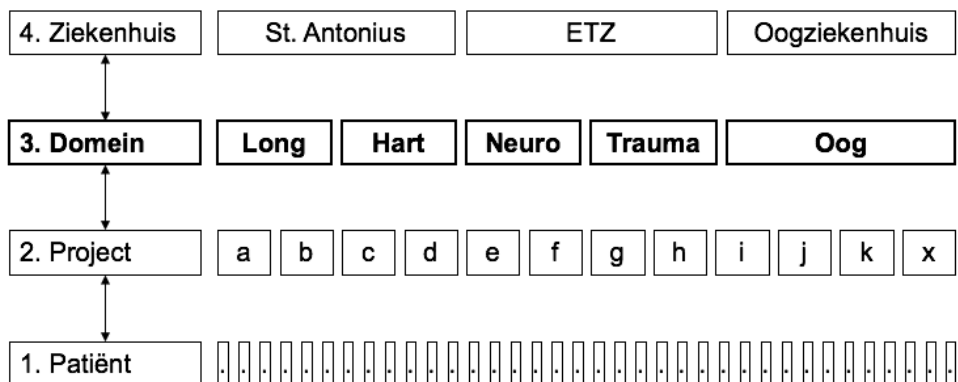 4. Ziekenhuis St. Antonius ETZ Oogziekenhuis
3. Domein Long Hart Neuro Trauma Oog
2. Project a b c d e f g h i j k x
1. Patiënt . . . . . . . . . . . . . . . . . . . . . . . . . . . . . . . . . . . .